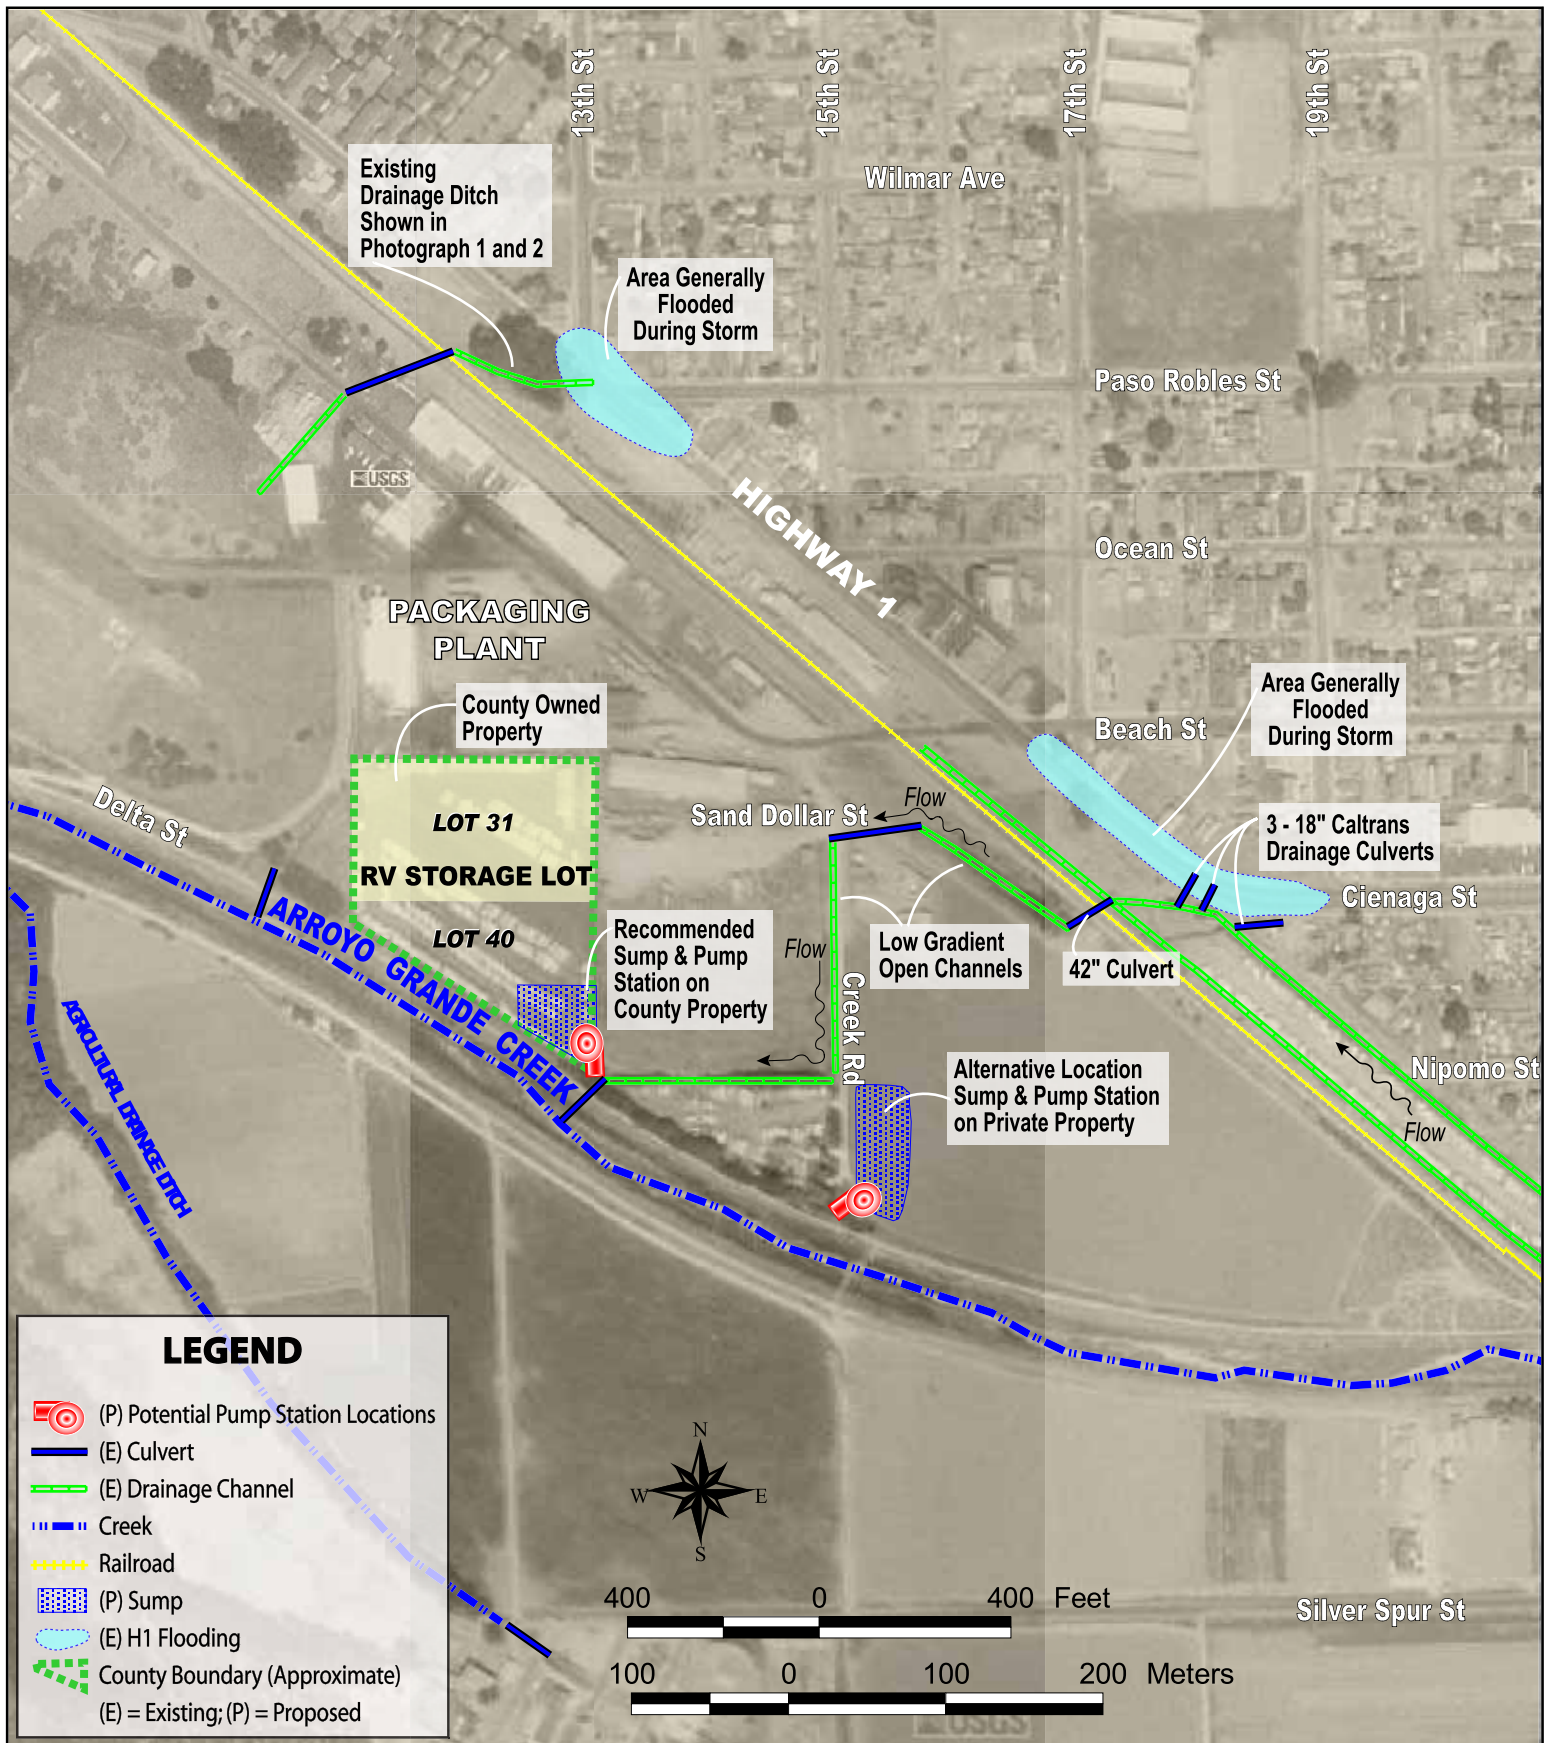 13th St
15th St
17th St
19th St
Wilmar Ave
Existing
Drainage Ditch
Shown in
Photograph 1 and 2
Area Generally
Flooded
During Storm
Paso Robles St
USGS
HIGHWAY 1
Ocean St
PACKAGING
PLANT
County Owned
Property
Area Generally
Flooded
During Storm
Beach St
Delta St
Sand Dollar St
Flow
LOT 31
3 - 18" Caltrans
Drainage Culverts
RV STORAGE LOT
Cienaga St
ARROYO GRANDE CREEK
LOT 40
Recommended
Sump & Pump
Station on
County Property
Flow
Low Gradient
Open Channels
42" Culvert
Creek Rd
AGRICULTURAL DRAINAGE DITCH
Alternative Location
Sump & Pump Station
on Private Property
Nipomo St
Flow
LEGEND
(P) Potential Pump Station Locations
(E) Culvert
(E) Drainage Channel
Creek
Railroad
(P) Sump
(E) H1 Flooding
County Boundary (Approximate)
(E) = Existing; (P) = Proposed
N
W E
S
400 0 400 Feet
100 0 100 200 Meters
Silver Spur St
USGS